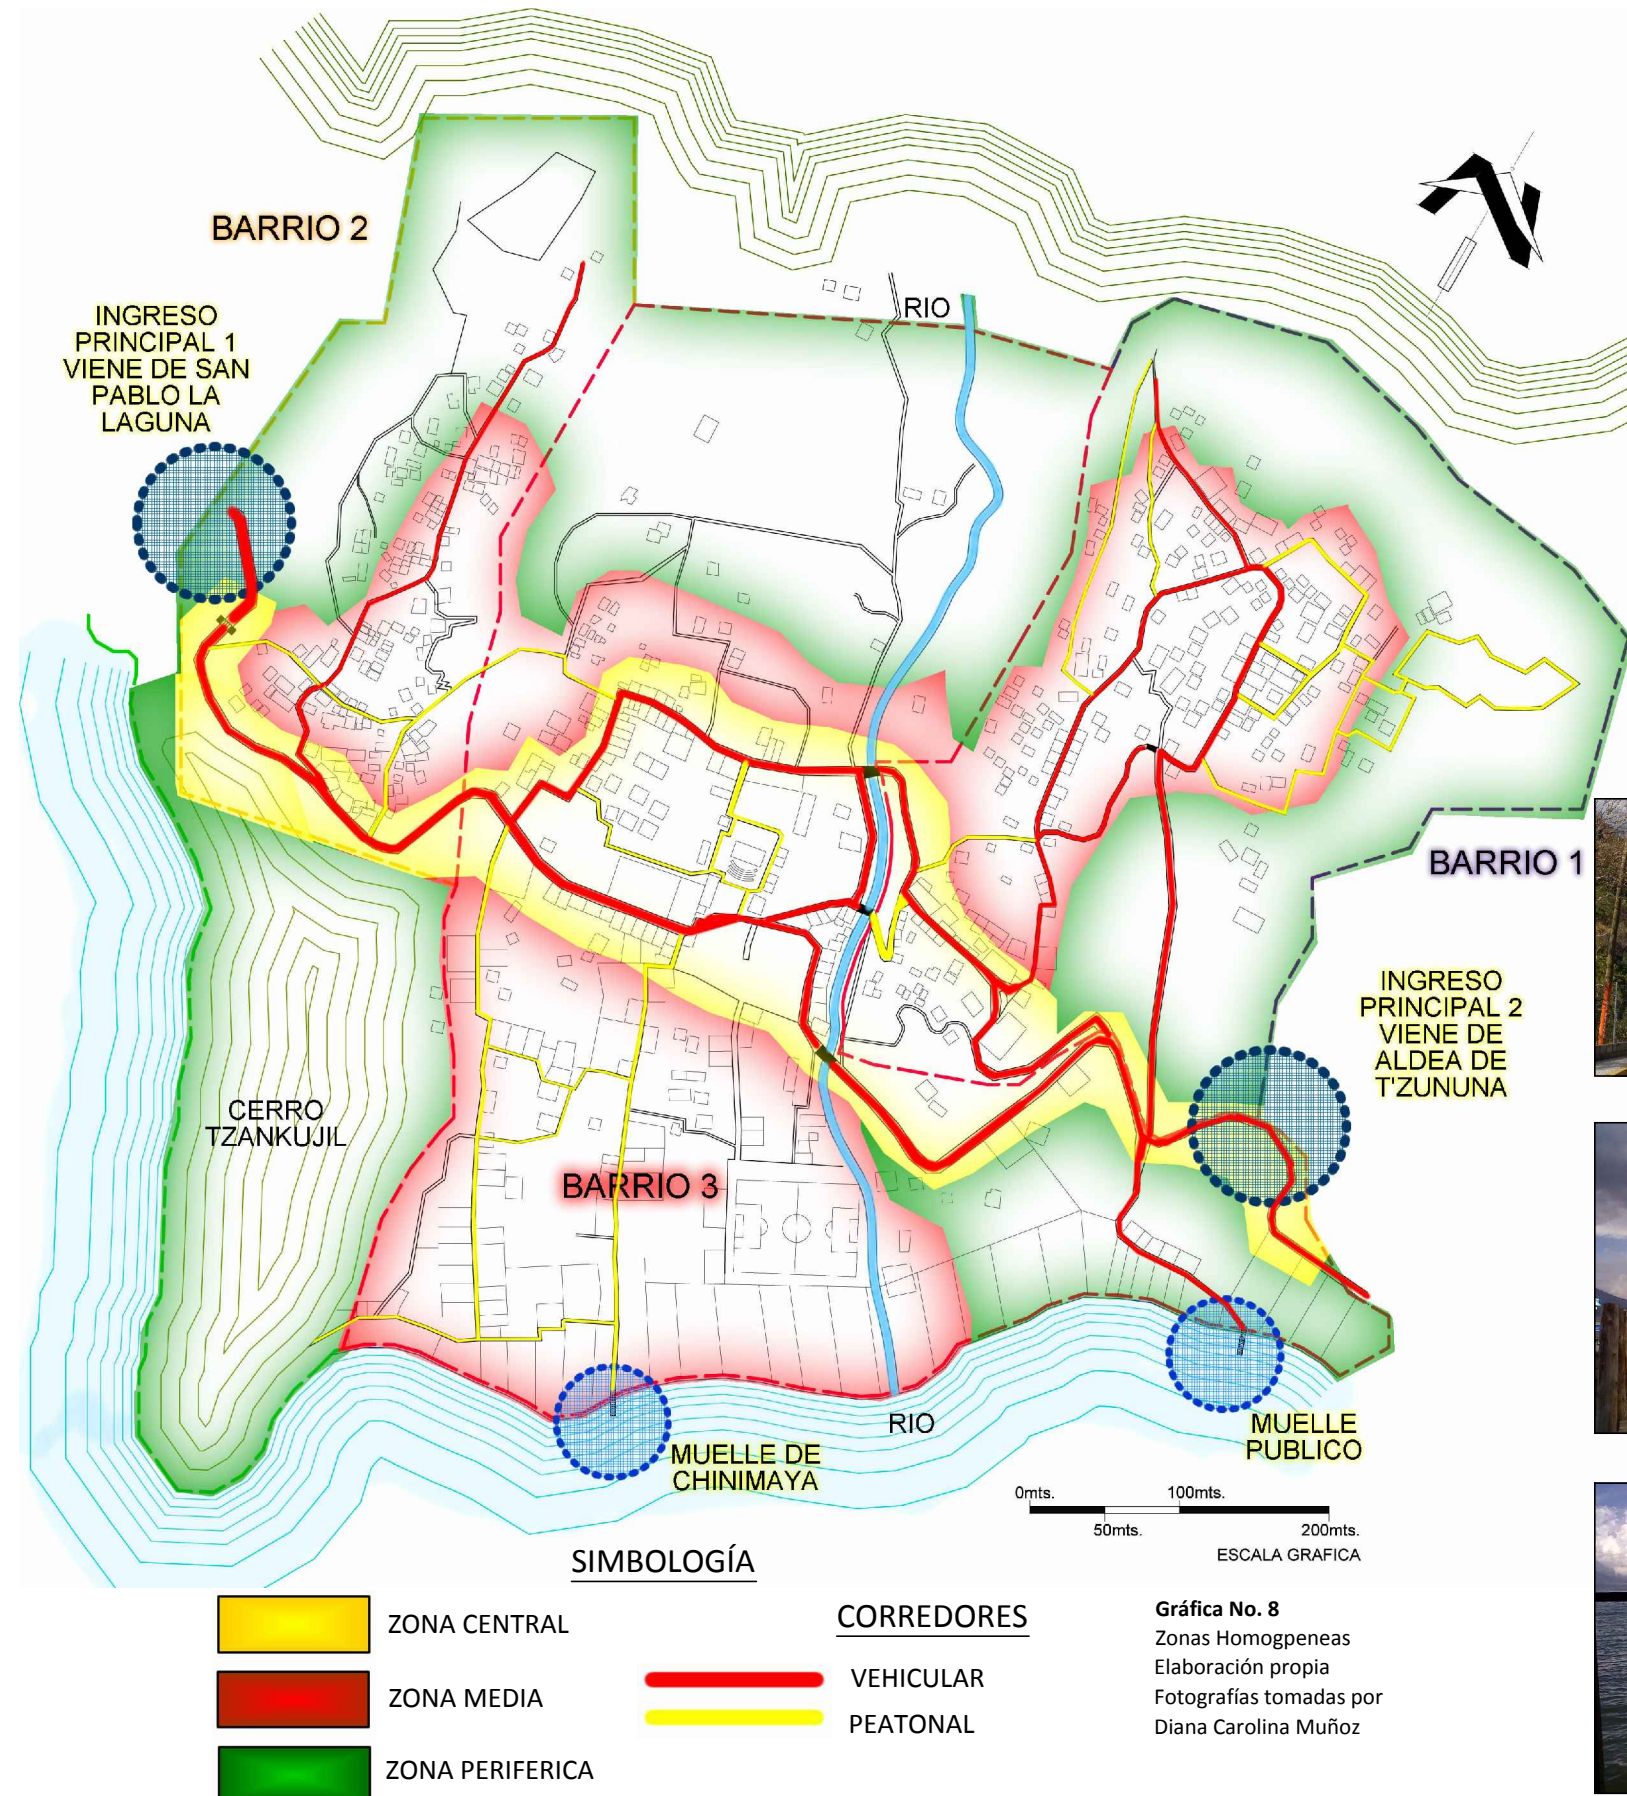 BARRIO 2
INGRESO
PRINCIPAL 1
VIENE DE SAN
PABLO LA
LAGUNA
RIO
BARRIO 1
INGRESO
PRINCIPAL 2
VIENE DE
ALDEA DE
T'ZUNUNA
CERRO
TZANKUJIL
BARRIO 3
RIO
MUELLE DE
CHINIMAYA
MUELLE
PUBLICO
0mts.
100mts.
50mts.
200mts.
ESCALA GRAFICA
SIMBOLOGÍA
ZONA CENTRAL
ZONA MEDIA
ZONA PERIFERICA
CORREDORES
VEHICULAR
PEATONAL
Gráfica No. 8
Zonas Homogpeneas
Elaboración propia
Fotografías tomadas por
Diana Carolina Muñoz